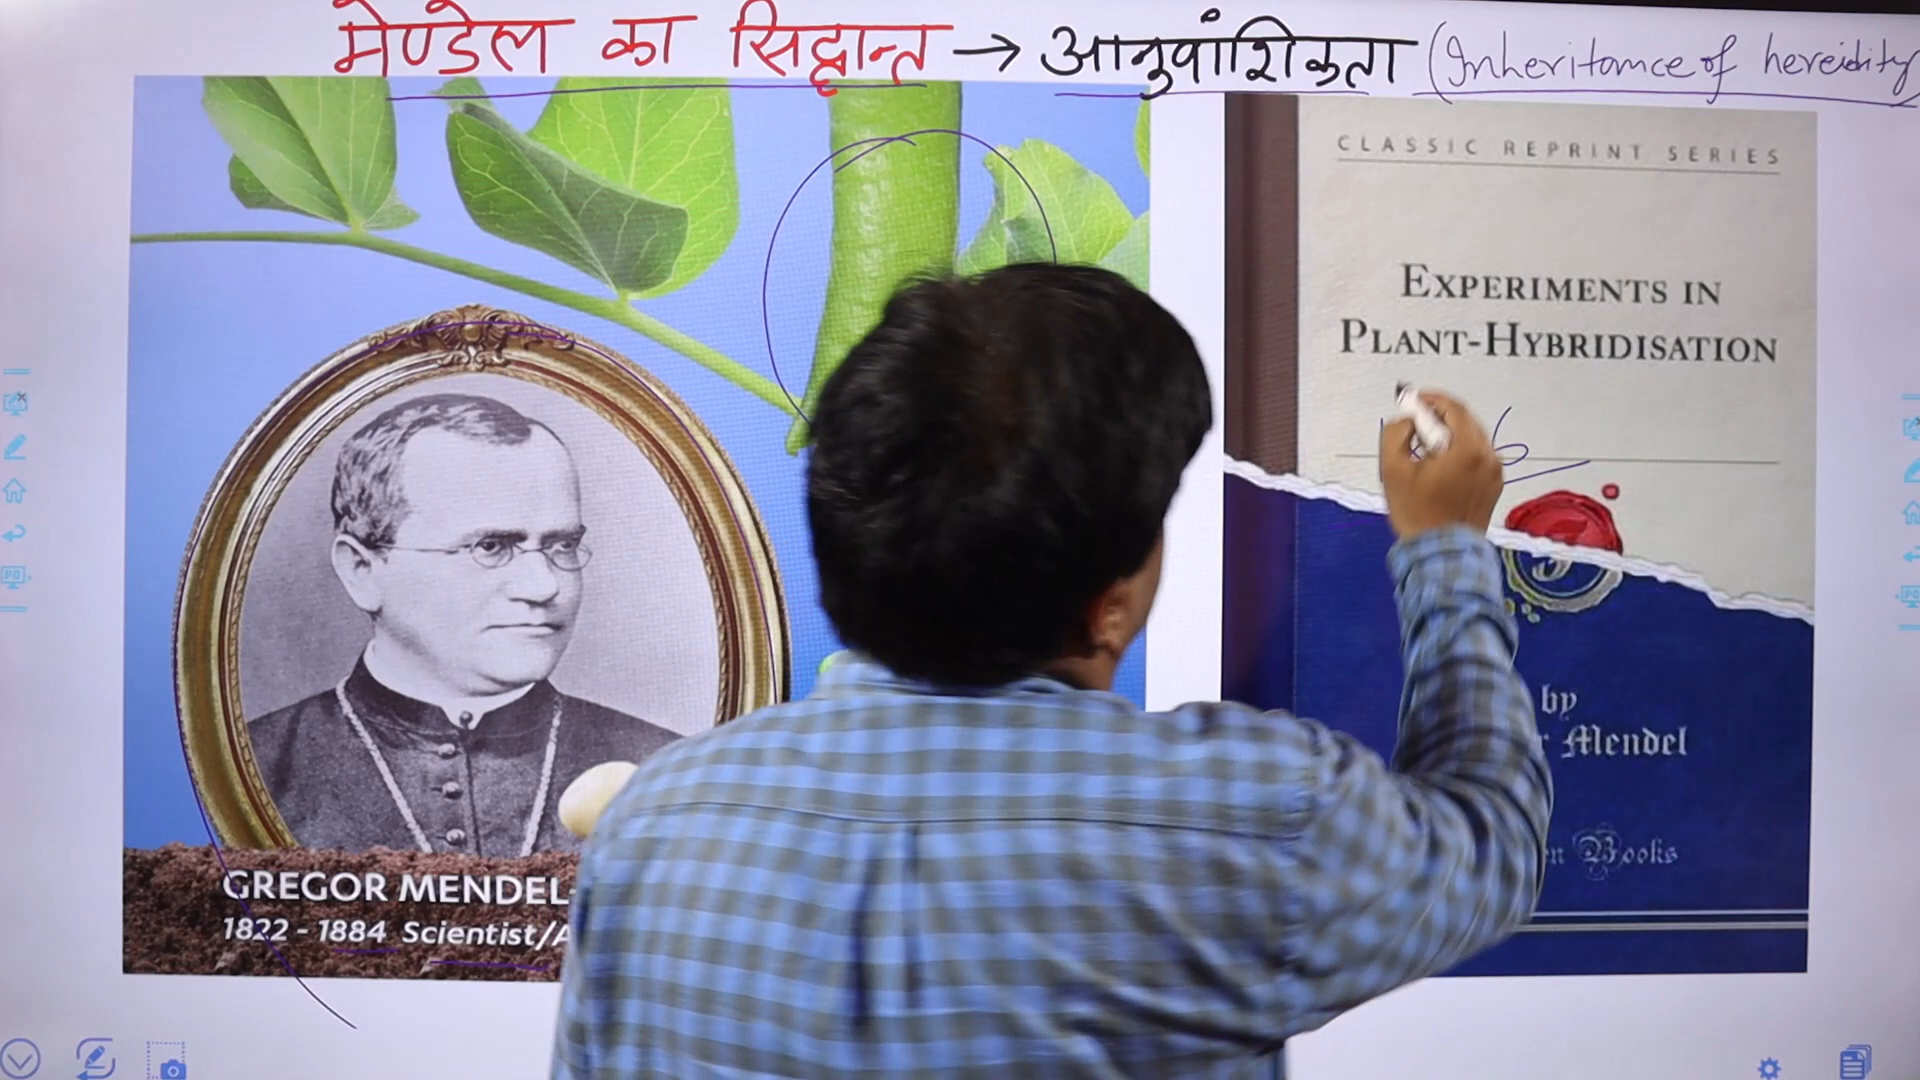 मेण्डेल का सिद्धान्त → आनुवांशिकता (Inheritance of hereidity
CLASSIC REPRINT SERIES
EXPERIMENTS IN
PLANT-HYBRIDISATION
by
Mendel
Books
GREGOR MENDEL
1822 - 1884 Scientist/A